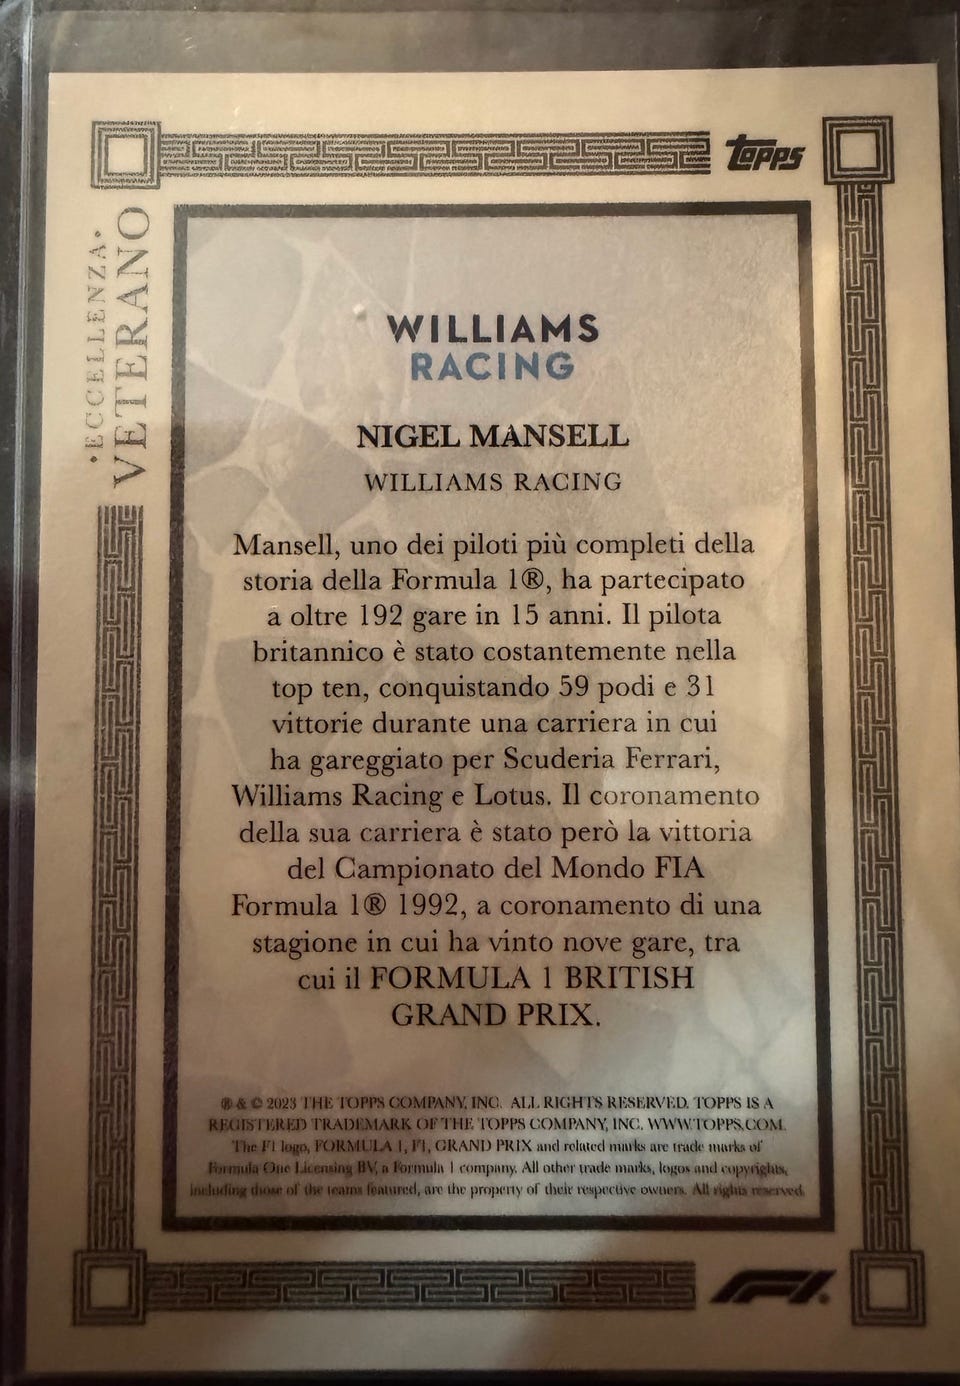 TOPPS
•ECCELLENZA•
VETERANO
WILLIAMS
RACING
NIGEL MANSELL
WILLIAMS RACING
Mansell, uno dei piloti più completi della
storia della Formula 1®, ha partecipato
a oltre 192 gare in 15 anni. Il pilota
britannico è stato costantemente nella
top ten, conquistando 59 podi e 31
vittorie durante una carriera in cui
ha gareggiato per Scuderia Ferrari,
Williams Racing e Lotus. Il coronamento
della sua carriera è stato però la vittoria
del Campionato del Mondo FIA
Formula 1® 1992, a coronamento di una
stagione in cui ha vinto nove gare, tra
cui il FORMULA 1 BRITISH
GRAND PRIX.
® & © 2023 THE TOPPS COMPANY, INC. ALL RIGHTS RESERVED. TOPPS IS A
REGISTERED TRADEMARK OF THE TOPPS COMPANY, INC. WWW.TOPPS.COM.
The F1 logo, FORMULA 1, F1, GRAND PRIX and related marks are trade marks of
Formula One Licensing BV, a Formula 1 company. All other trade marks, logos and copyrights,
including those of the teams featured, are the property of their respective owners. All rights reserved.
F1®